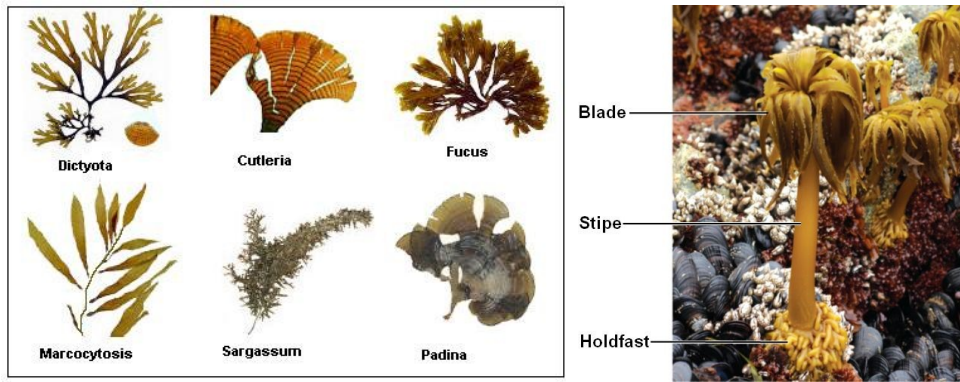 Dictyota
Cutleria
Fucus
Marcocytosis
Sargassum
Padina
Blade
Stipe
Holdfast